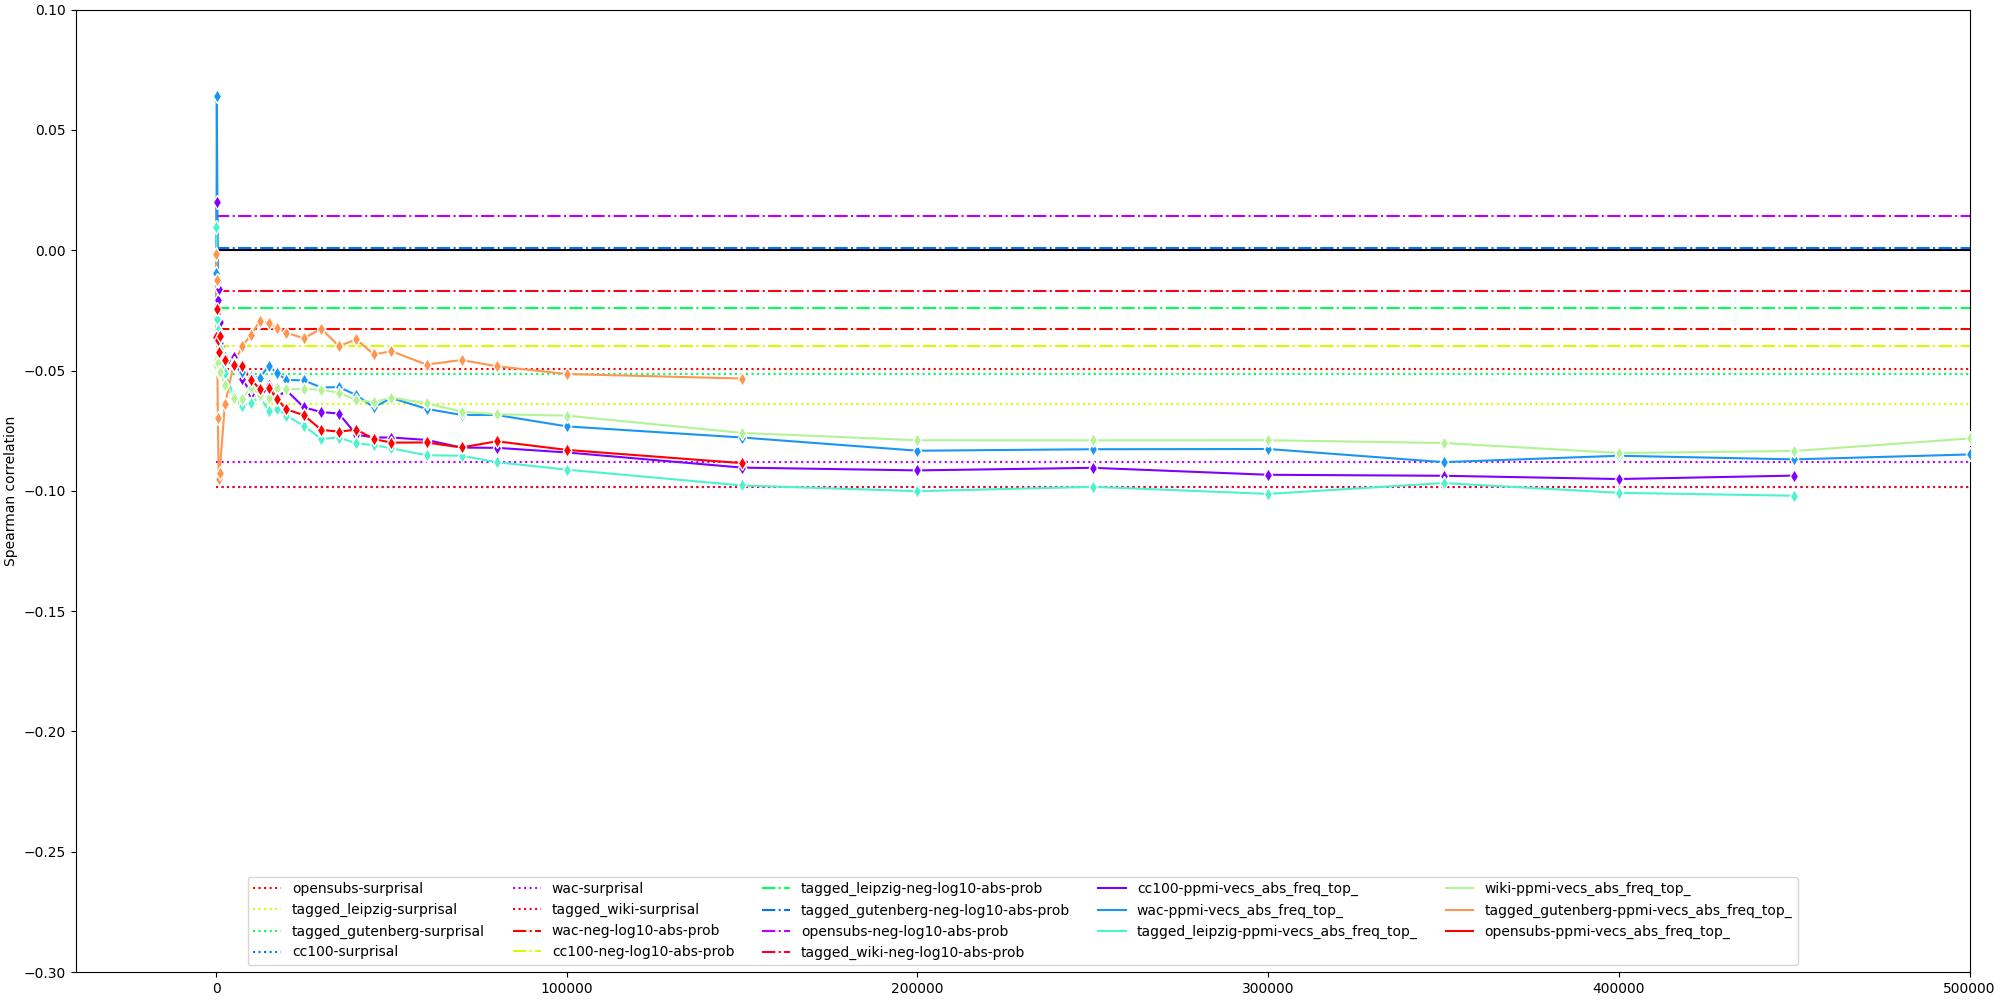 0.10
0.05
0.00
−0.05
−0.10
−0.15
−0.20
−0.25
−0.30
Spearman correlation
0 100000 200000 300000 400000 500000
opensubs-surprisal
tagged_leipzig-surprisal
tagged_gutenberg-surprisal
cc100-surprisal
wac-surprisal
tagged_wiki-surprisal
wac-neg-log10-abs-prob
cc100-neg-log10-abs-prob
tagged_leipzig-neg-log10-abs-prob
tagged_gutenberg-neg-log10-abs-prob
opensubs-neg-log10-abs-prob
tagged_wiki-neg-log10-abs-prob
cc100-ppmi-vecs_abs_freq_top_
wac-ppmi-vecs_abs_freq_top_
tagged_leipzig-ppmi-vecs_abs_freq_top_
wiki-ppmi-vecs_abs_freq_top_
tagged_gutenberg-ppmi-vecs_abs_freq_top_
opensubs-ppmi-vecs_abs_freq_top_